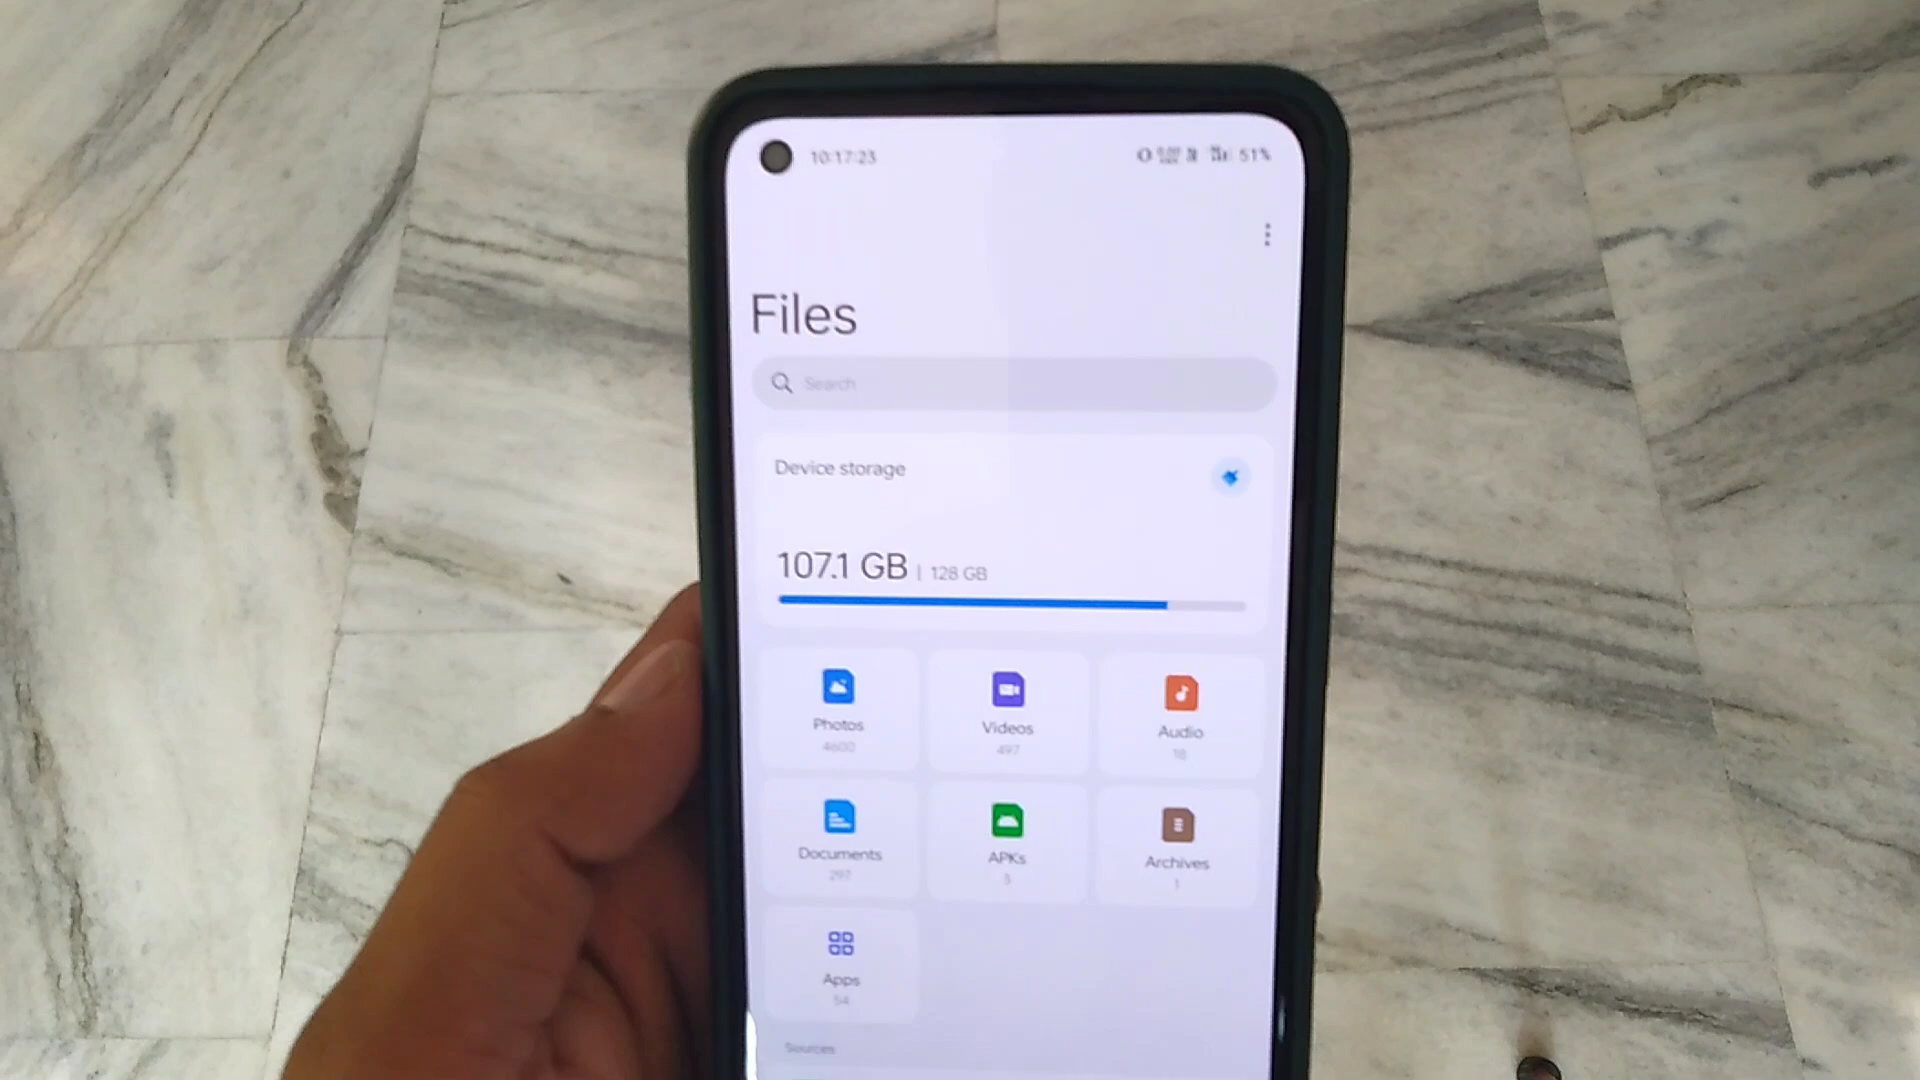 10:17:23
51%
Files
Search
Device storage
107.1 GB | 128 GB
Photos Videos Audio
4600 497 18
Documents APKs Archives
297 1
Apps
54
Sources